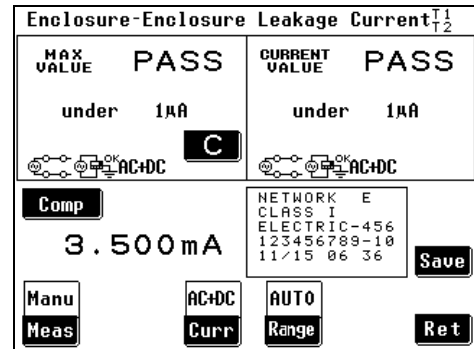 Enclosure-Enclosure Leakage Current T1 T2
MAX VALUE PASS
CURRENT VALUE PASS
under 1μA
under 1μA
C
OK AC+DC
OK AC+DC
Comp
3.500mA
NETWORK E
CLASS I
ELECTRIC-456
123456789-10
11/15 06 36
Save
Manu AC+DC AUTO
Meas Curr Range Ret